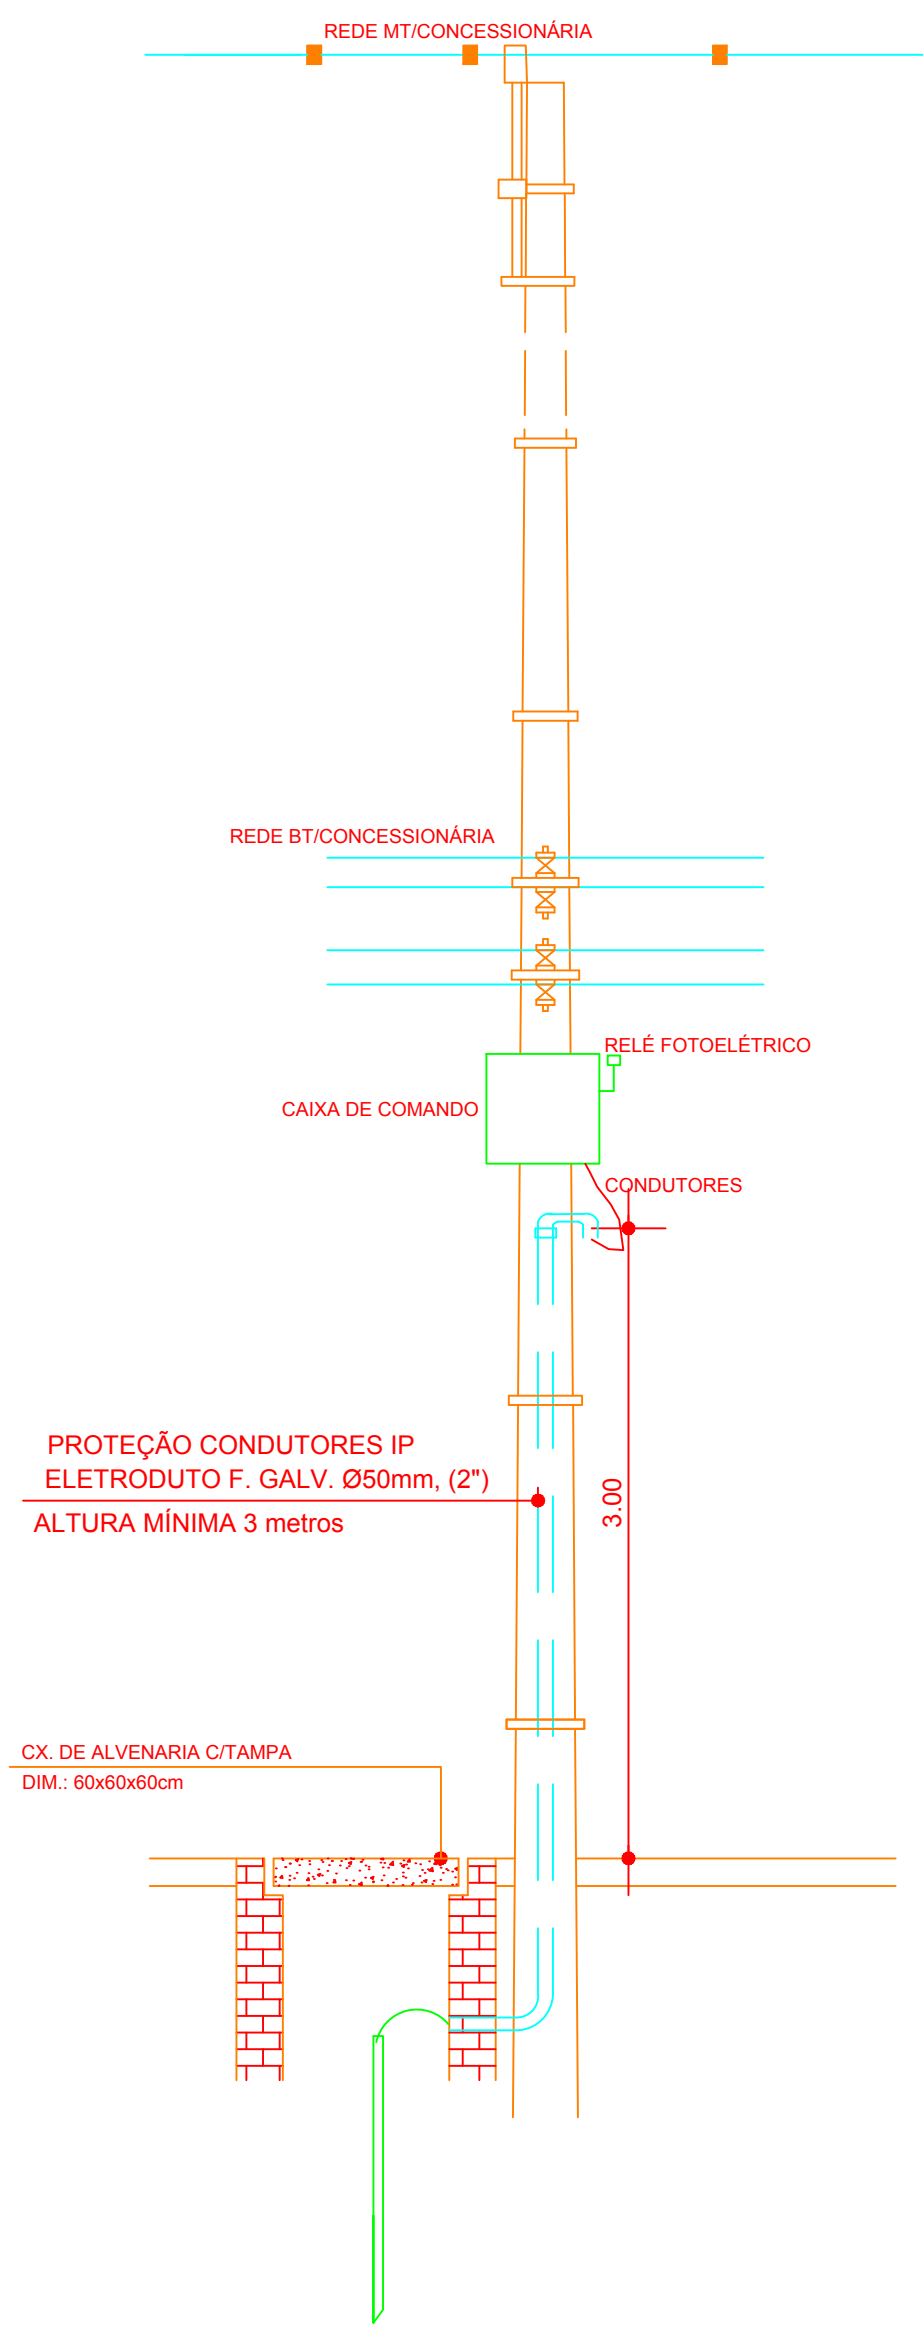 REDE MT/CONCESSIONÁRIA
REDE BT/CONCESSIONÁRIA
RELÉ FOTOELÉTRICO
CAIXA DE COMANDO
CONDUTORES
PROTEÇÃO CONDUTORES IP
ELETRODUTO F. GALV. Ø50mm, (2")
ALTURA MÍNIMA 3 metros
3.00
CX. DE ALVENARIA C/TAMPA
DIM.: 60x60x60cm